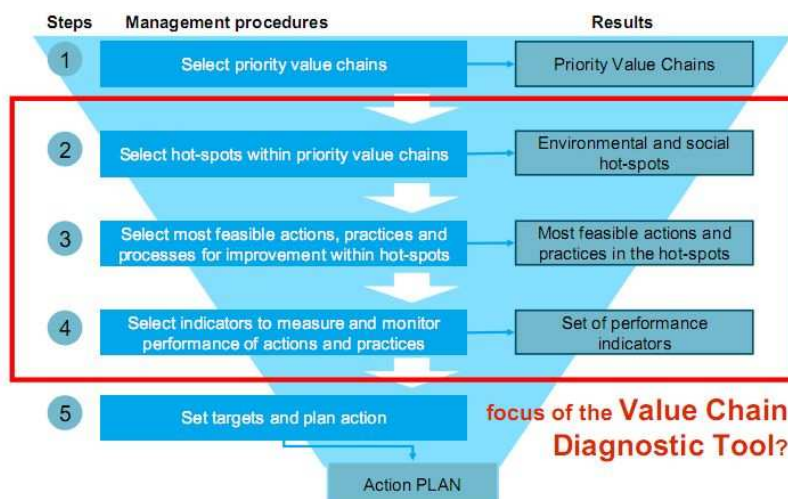 Steps Management procedures Results
1 Select priority value chains Priority Value Chains
2 Select hot-spots within priority value chains
Environmental and social
hot-spots
3
Select most feasible actions, practices and
processes for improvement within hot-spots
Most feasible actions and
practices in the hot-spots
4
Select indicators to measure and monitor
performance of actions and practices
Set of performance
indicators
5 Set targets and plan action
focus of the Value Chain
Diagnostic Tool?
Action PLAN